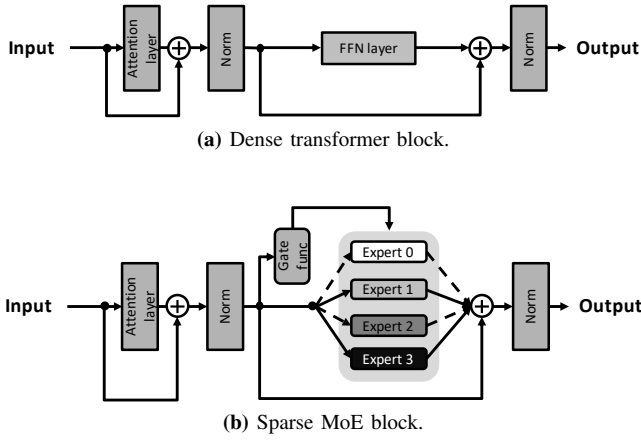 Input
Attention
layer
Norm
FFN layer
Norm
Output
(a) Dense transformer block.
Gate
func
Expert 0
Expert 1
Expert 2
Expert 3
Input
Attention
layer
Norm
Norm
Output
(b) Sparse MoE block.